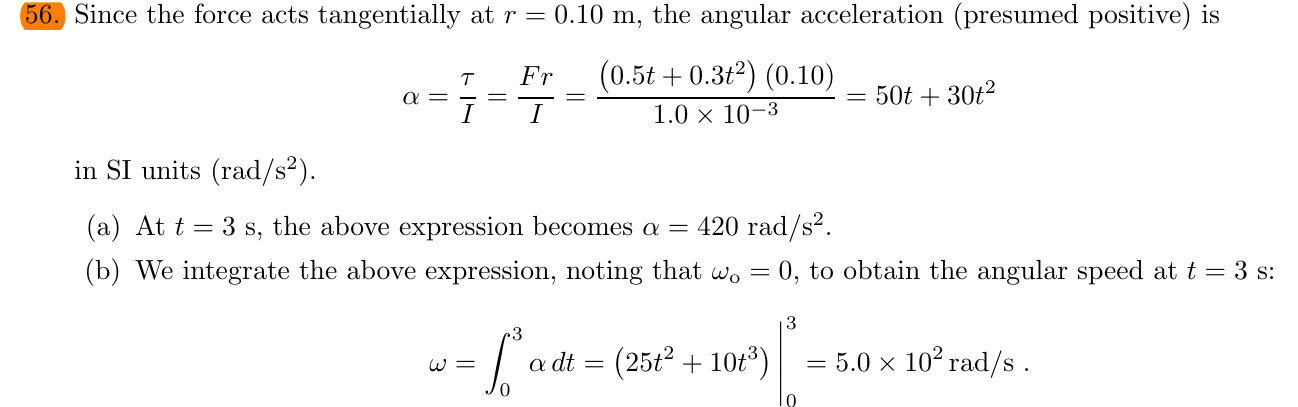 56. Since the force acts tangentially at r = 0.10 m, the angular acceleration (presumed positive) is
α = τ/I = Fr/I = (0.5t + 0.3t²) (0.10) / 1.0 × 10⁻³ = 50t + 30t²
in SI units (rad/s²).
(a) At t = 3 s, the above expression becomes α = 420 rad/s².
(b) We integrate the above expression, noting that ωₒ = 0, to obtain the angular speed at t = 3 s:
ω = ∫₀³ α dt = (25t² + 10t³) |₀³ = 5.0 × 10² rad/s .